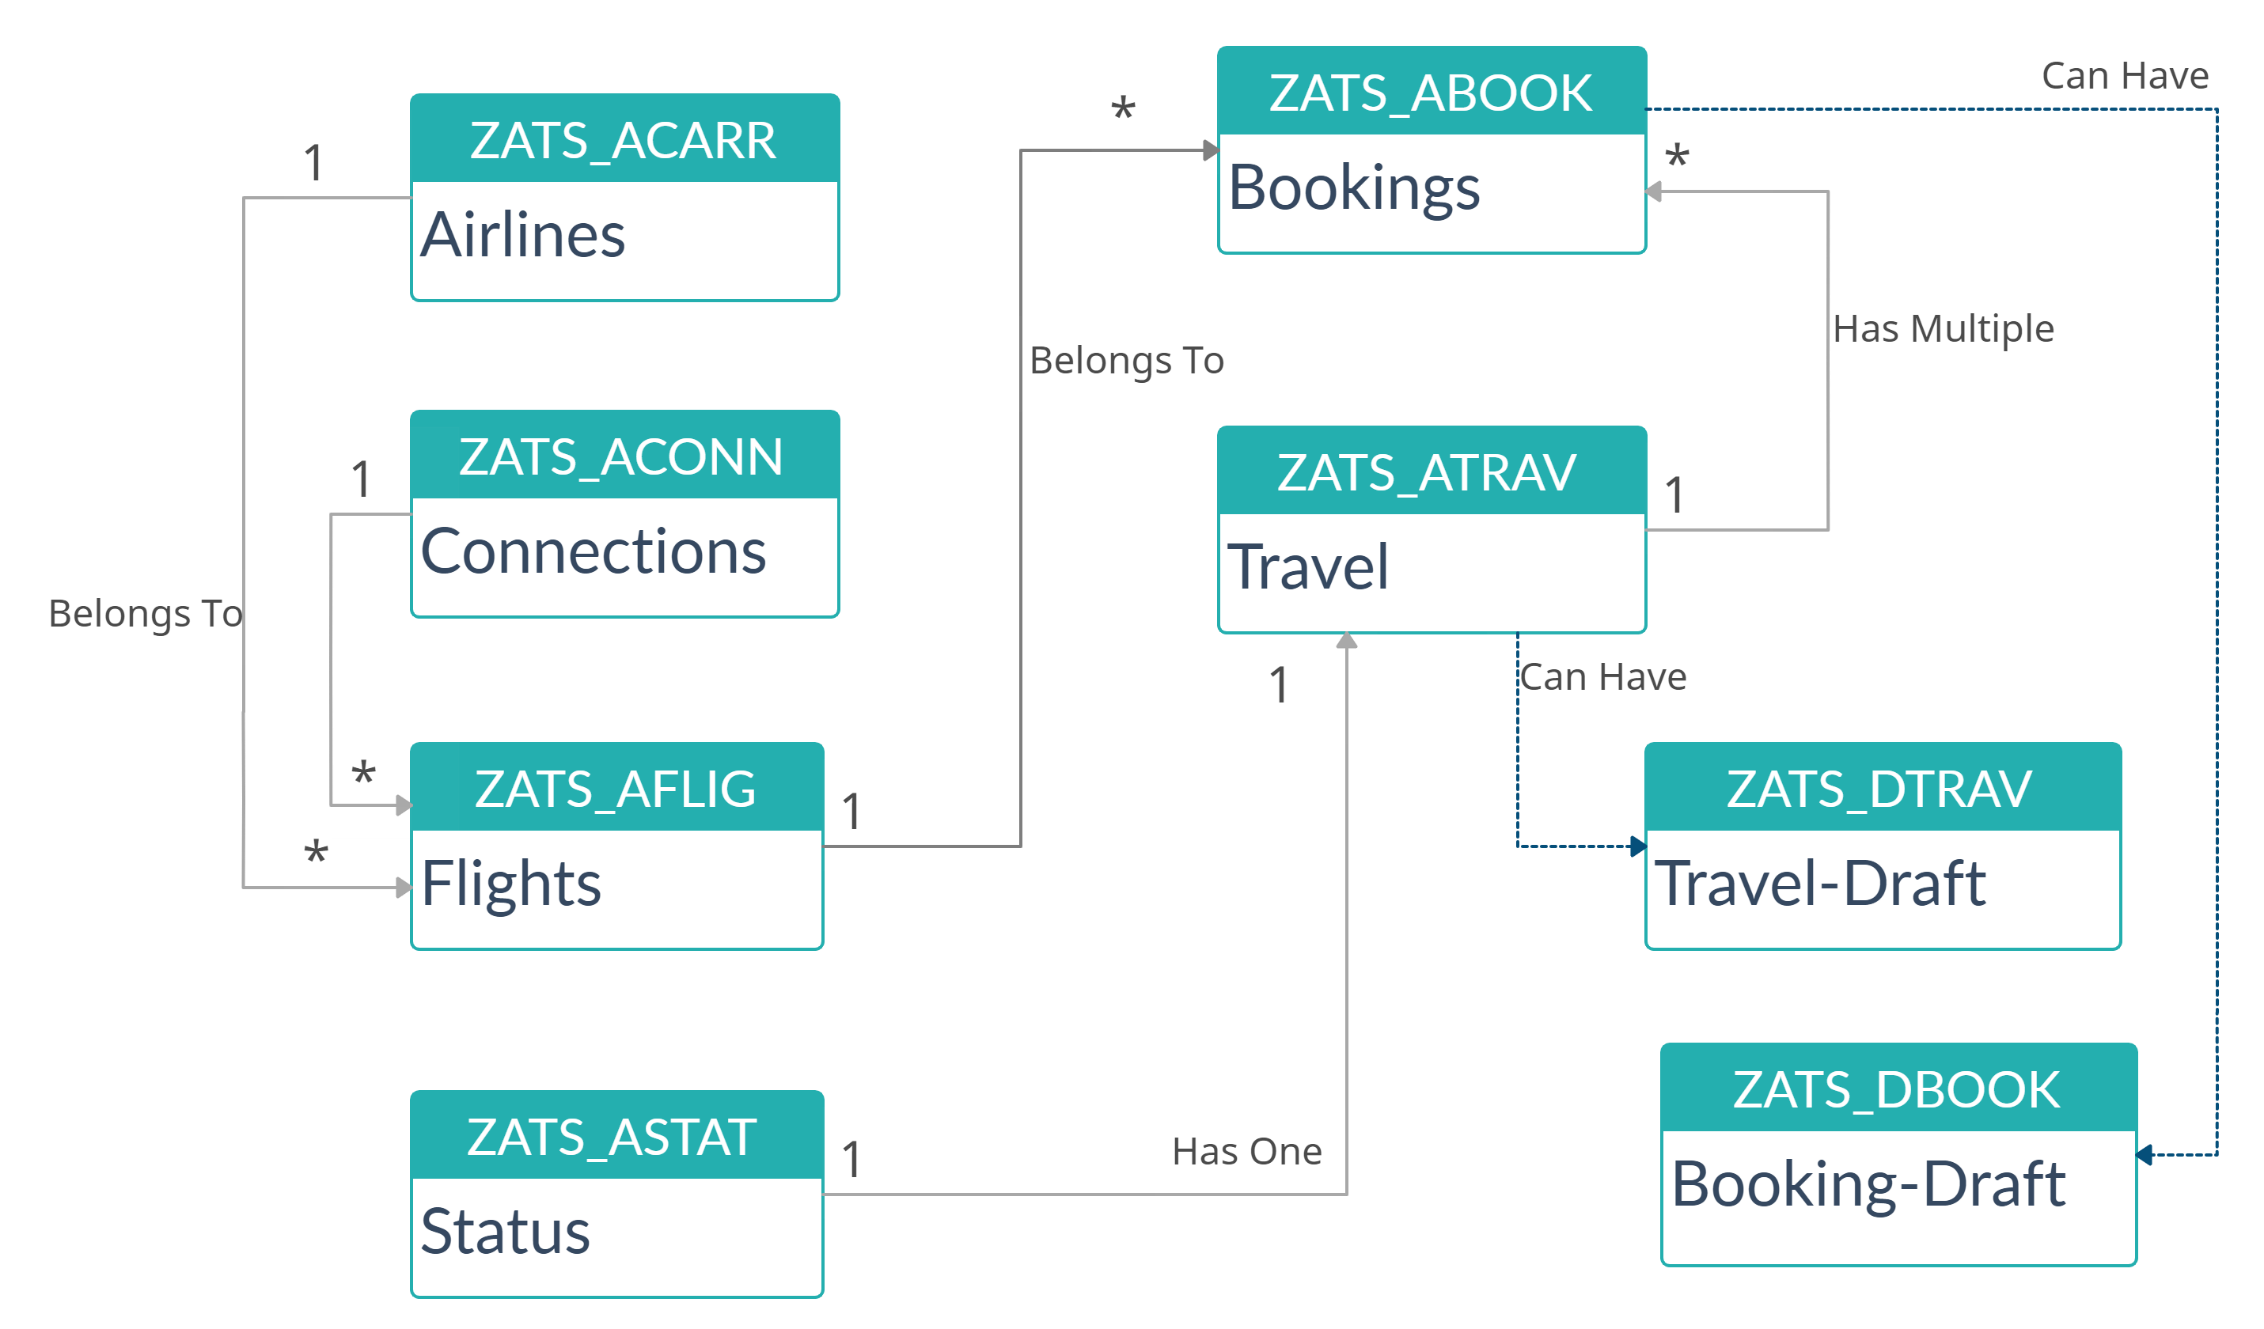 ZATS_ACARR
Airlines
1
Belongs To
*
ZATS_ACONN
Connections
1
*
ZATS_AFLIG
Flights
1
Belongs To
*
ZATS_ASTAT
Status
1
Has One
1
ZATS_ABOOK
Bookings
Can Have
*
Has Multiple
1
ZATS_ATRAV
Travel
Can Have
ZATS_DTRAV
Travel-Draft
ZATS_DBOOK
Booking-Draft